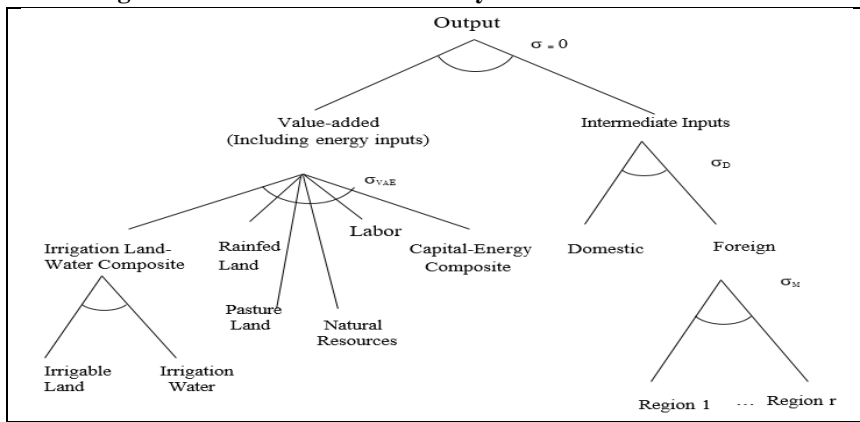 Output
σ = 0
Value-added
(Including energy inputs)
Intermediate Inputs
σVAE
σD
Irrigation Land-
Water Composite
Rainfed
Land
Labor
Capital-Energy
Composite
Domestic
Foreign
Pasture
Land
Natural
Resources
σM
Irrigable
Land
Irrigation
Water
Region 1 ... Region r